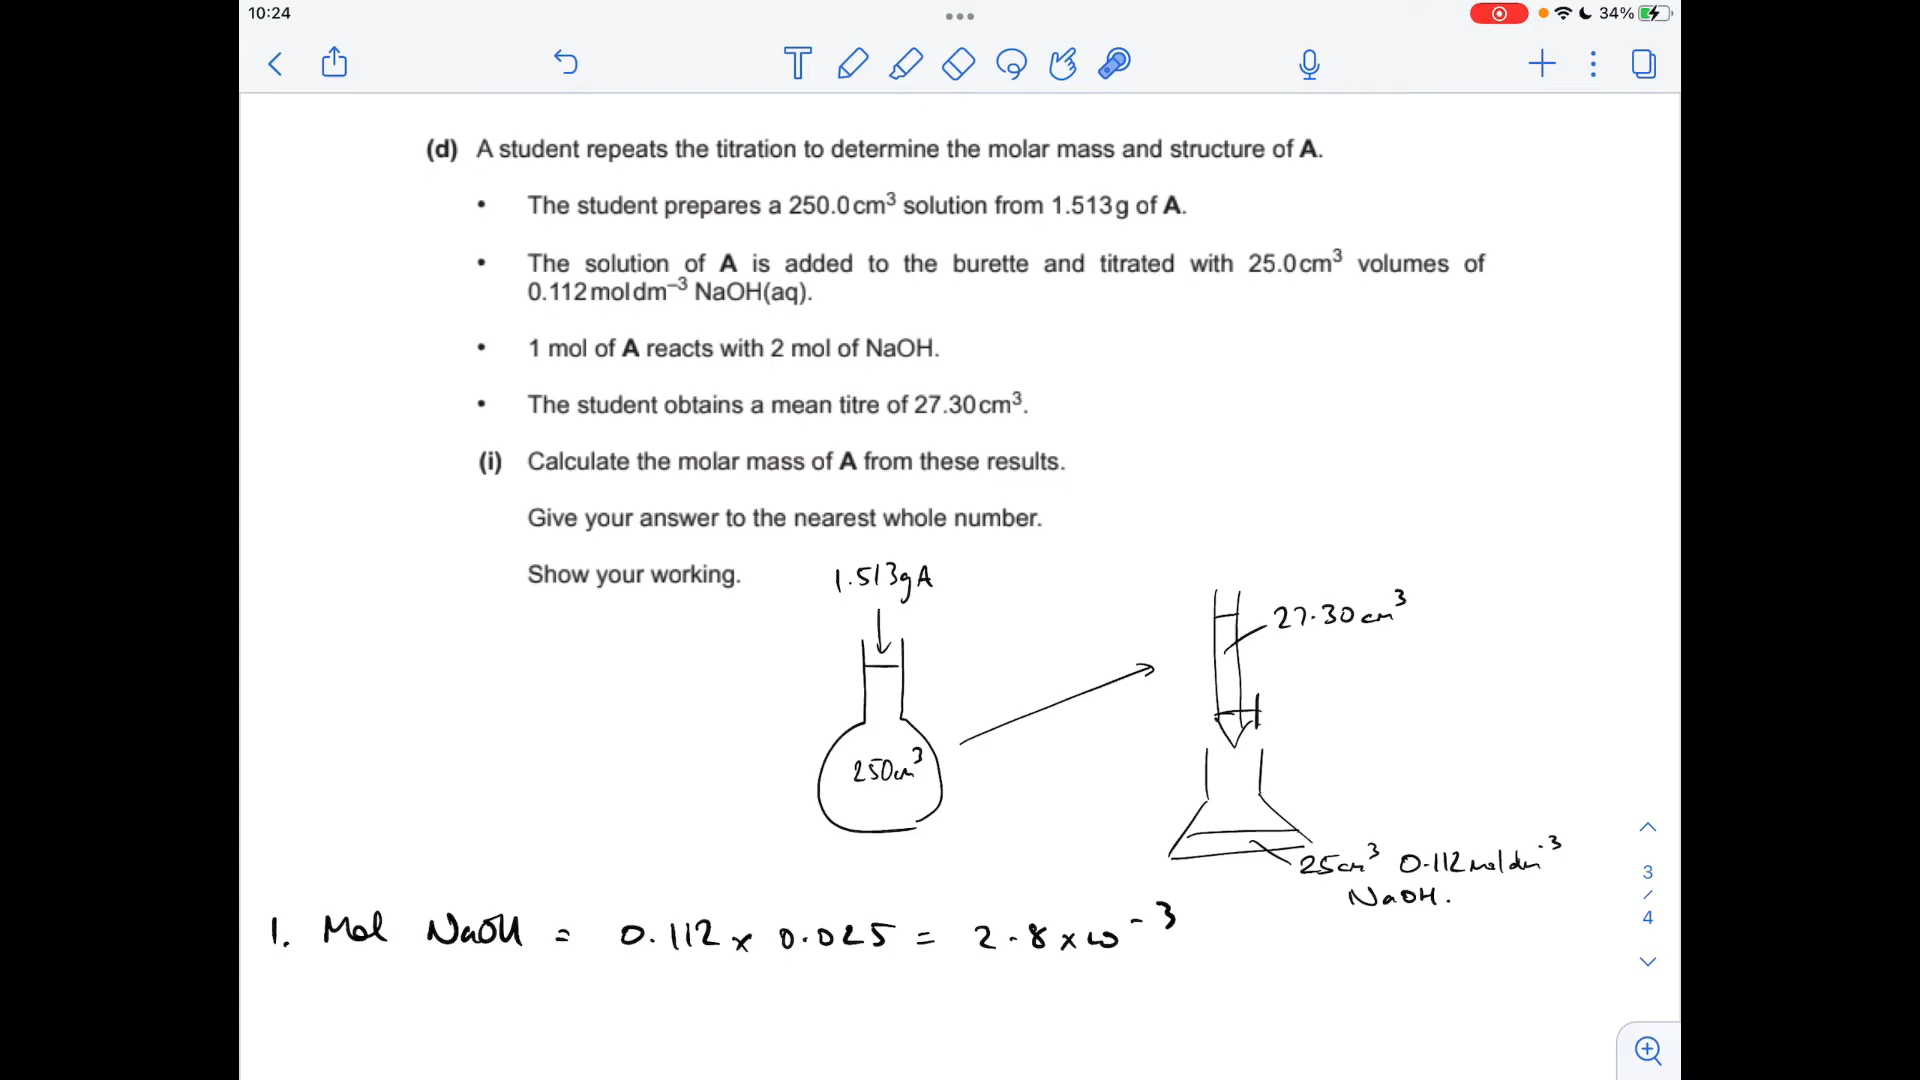 10:24
34%
(d) A student repeats the titration to determine the molar mass and structure of A.
• The student prepares a 250.0 cm³ solution from 1.513 g of A.
• The solution of A is added to the burette and titrated with 25.0 cm³ volumes of
0.112 mol dm⁻³ NaOH(aq).
• 1 mol of A reacts with 2 mol of NaOH.
• The student obtains a mean titre of 27.30 cm³.
(i) Calculate the molar mass of A from these results.
Give your answer to the nearest whole number.
Show your working.
1.513g A
27.30 cm³
250cm³
25cm³ 0.112 mol dm⁻³
NaOH.
1. Mol NaOH = 0.112 x 0.025 = 2.8 x 10⁻³
3
/
4